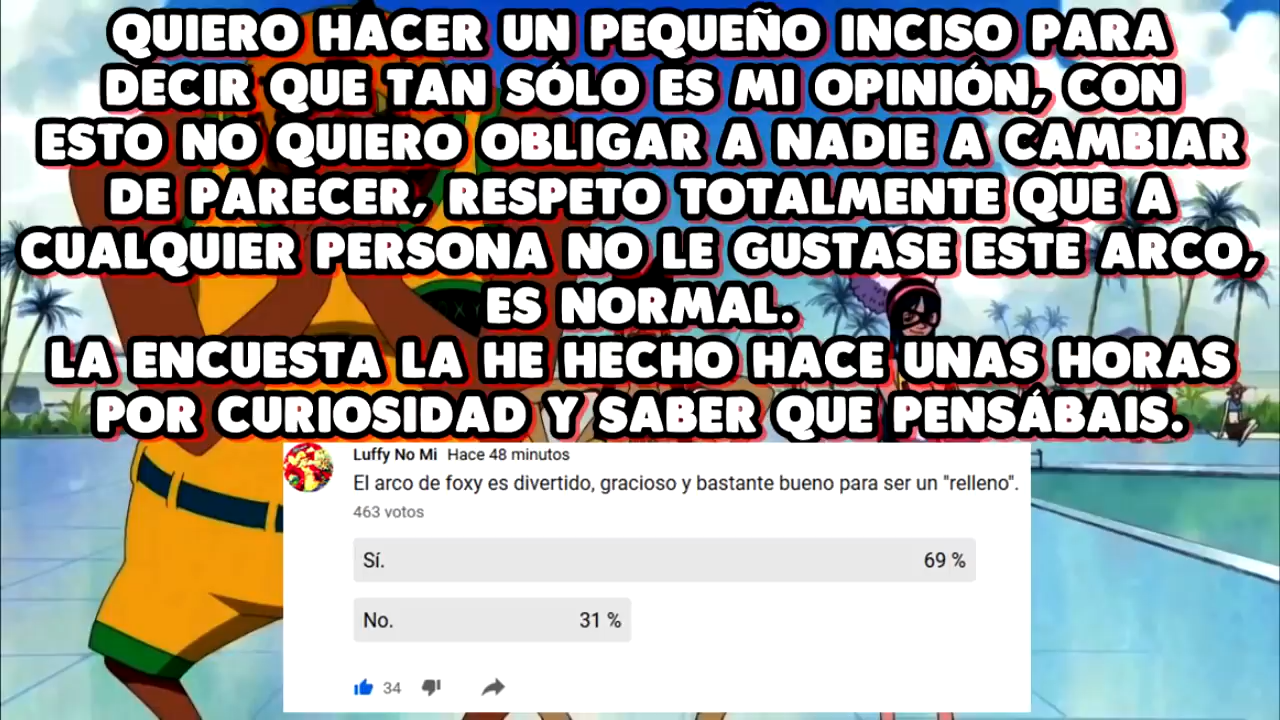 QUIERO HACER UN PEQUEÑO INCISO PARA
DECIR QUE TAN SÓLO ES MI OPINIÓN, CON
ESTO NO QUIERO OBLIGAR A NADIE A CAMBIAR
DE PARECER, RESPETO TOTALMENTE QUE A
CUALQUIER PERSONA NO LE GUSTASE ESTE ARCO,
ES NORMAL.
LA ENCUESTA LA HE HECHO HACE UNAS HORAS
POR CURIOSIDAD Y SABER QUE PENSÁBAIS.
Luffy No Mi Hace 48 minutos
El arco de foxy es divertido, gracioso y bastante bueno para ser un "relleno".
463 votos
Sí. 69 %
No. 31 %
34